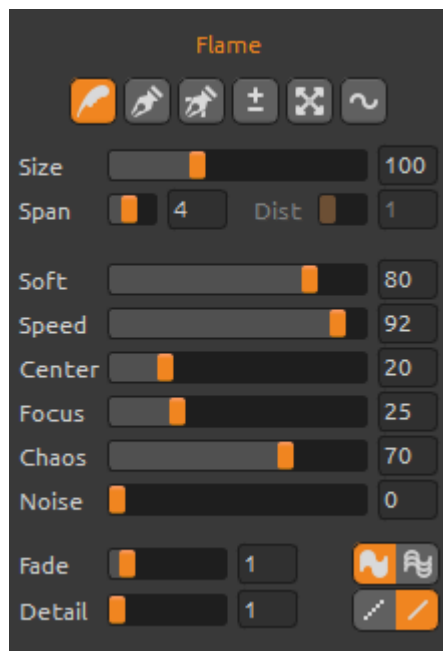 Flame
Size 100
Span 4 Dist 1
Soft 80
Speed 92
Center 20
Focus 25
Chaos 70
Noise 0
Fade 1
Detail 1